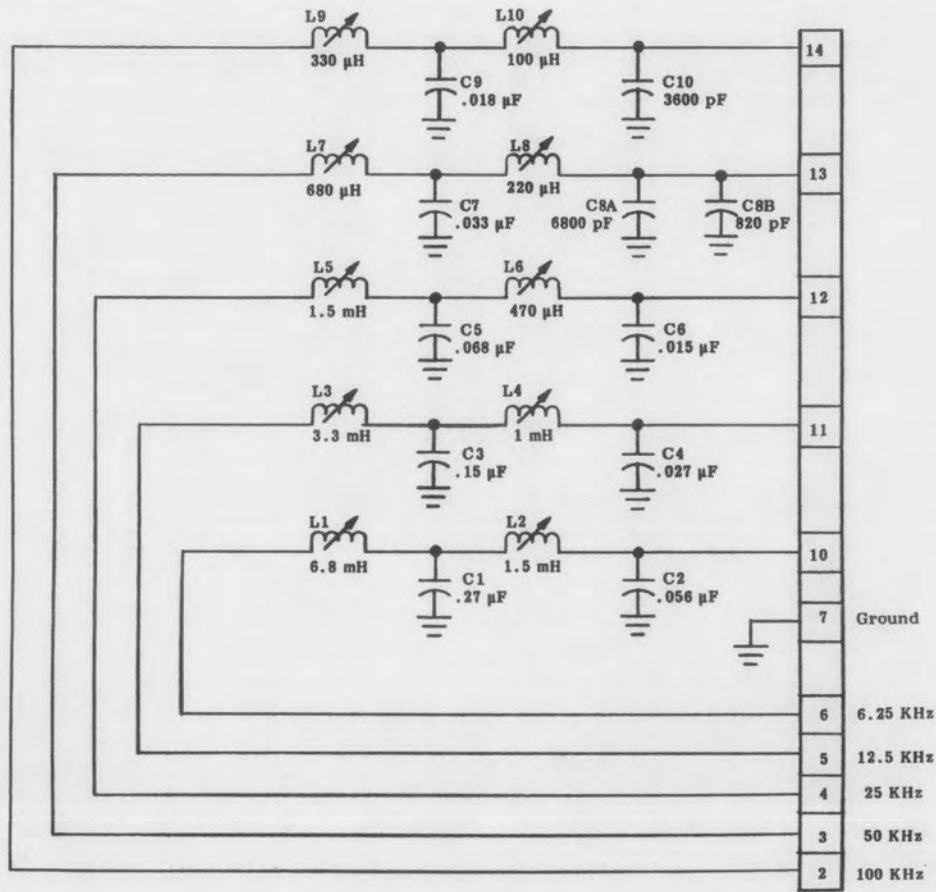 L9
L10
330 µH
100 µH
14
C9
.018 µF
C10
3600 pF
L7
L8
680 µH
220 µH
13
C7
.033 µF
C8A
6800 pF
C8B
820 pF
L5
L6
1.5 mH
470 µH
12
C5
.068 µF
C6
.015 µF
L3
L4
3.3 mH
1 mH
11
C3
.15 µF
C4
.027 µF
L1
L2
6.8 mH
1.5 mH
10
C1
.27 µF
C2
.056 µF
7 Ground
6 6.25 KHz
5 12.5 KHz
4 25 KHz
3 50 KHz
2 100 KHz